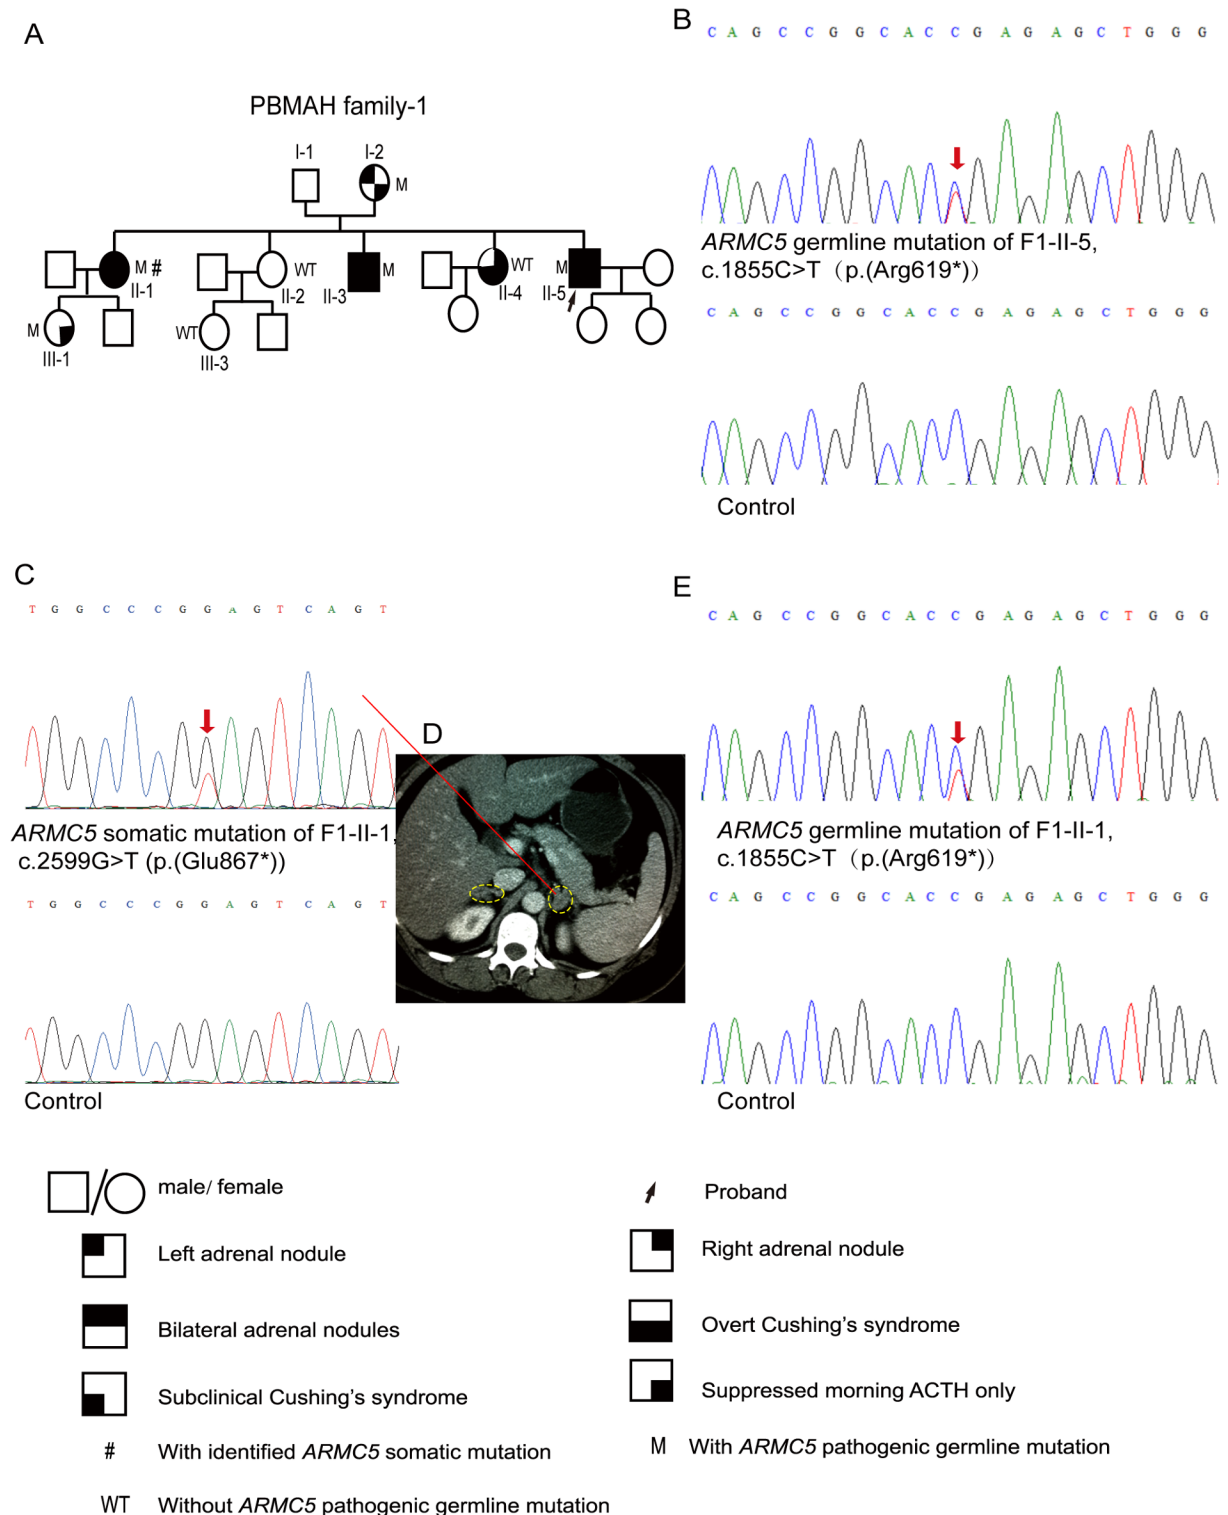 A
PBMAH family-1
I-1
I-2
M
M #
II-1
WT
II-2
M
II-3
WT
II-4
M
II-5
M
III-1
WT
III-3
B
C A G C C G G C A C C G A G A G C T G G G
ARMC5 germline mutation of F1-II-5,
c.1855C>T (p.(Arg619*))
C A G C C G G C A C C G A G A G C T G G G
Control
C
T G G C C C G G A G T C A G T
ARMC5 somatic mutation of F1-II-1,
c.2599G>T (p.(Glu867*))
T G G C C C G G A G T C A G T
Control
D
E
C A G C C G G C A C C G A G A G C T G G G
ARMC5 germline mutation of F1-II-1,
c.1855C>T (p.(Arg619*))
C A G C C G G C A C C G A G A G C T G G G
Control
male/ female
Proband
Left adrenal nodule
Right adrenal nodule
Bilateral adrenal nodules
Overt Cushing's syndrome
Subclinical Cushing's syndrome
Suppressed morning ACTH only
# With identified ARMC5 somatic mutation
M With ARMC5 pathogenic germline mutation
WT Without ARMC5 pathogenic germline mutation